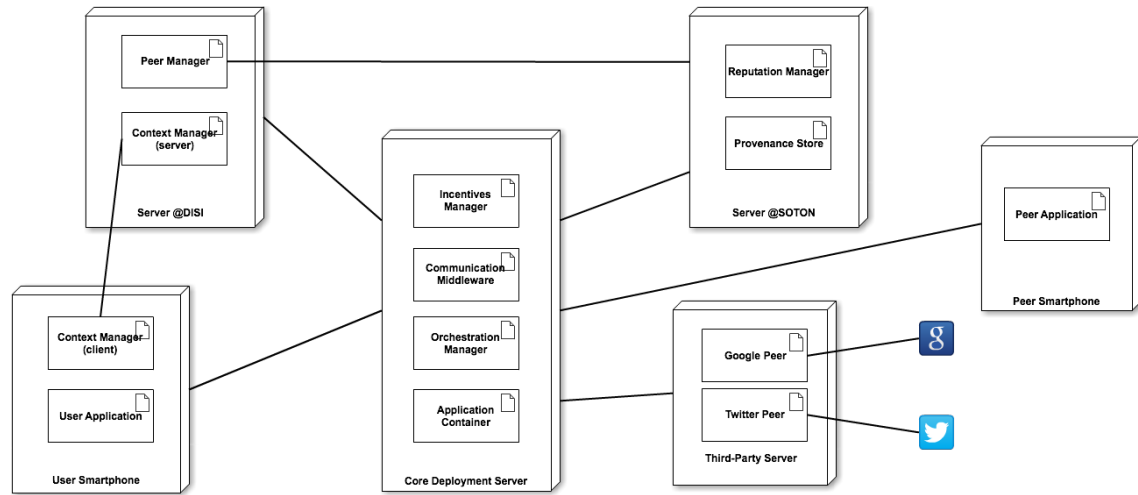 Peer Manager
Context Manager
(server)
Server @DISI
Reputation Manager
Provenance Store
Server @SOTON
Incentives
Manager
Communication
Middleware
Orchestration
Manager
Application
Container
Core Deployment Server
Peer Application
Peer Smartphone
Context Manager
(client)
User Application
User Smartphone
Google Peer
Twitter Peer
Third-Party Server
g